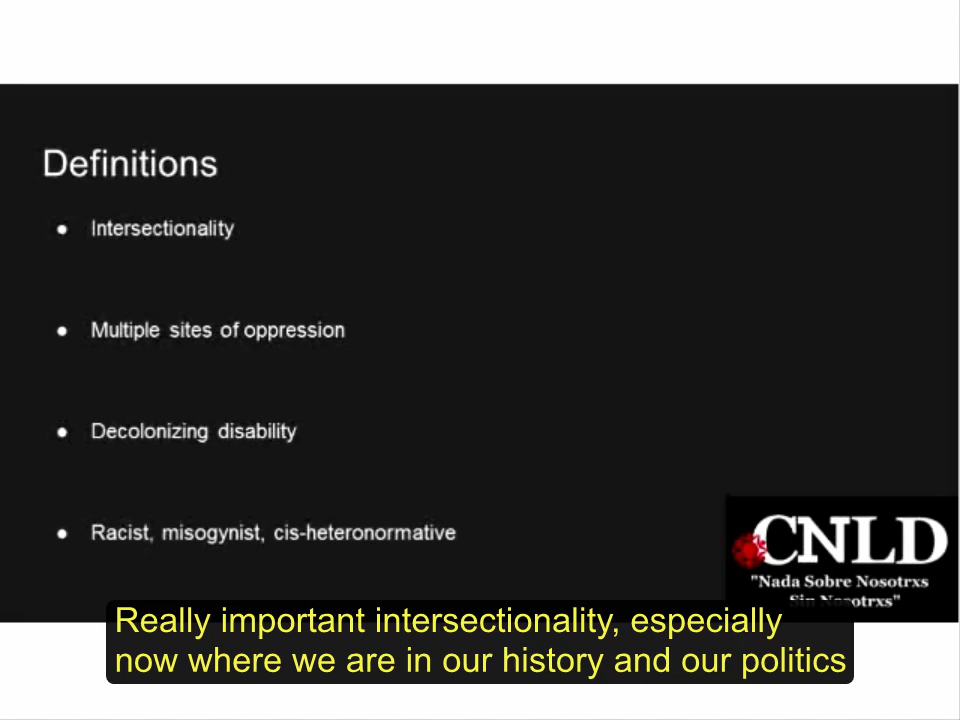 Definitions
● Intersectionality
● Multiple sites of oppression
● Decolonizing disability
● Racist, misogynist, cis-heteronormative
CNLD
"Nada Sobre Nosotrxs
Sin Nosotrxs"
Really important intersectionality, especially
now where we are in our history and our politics